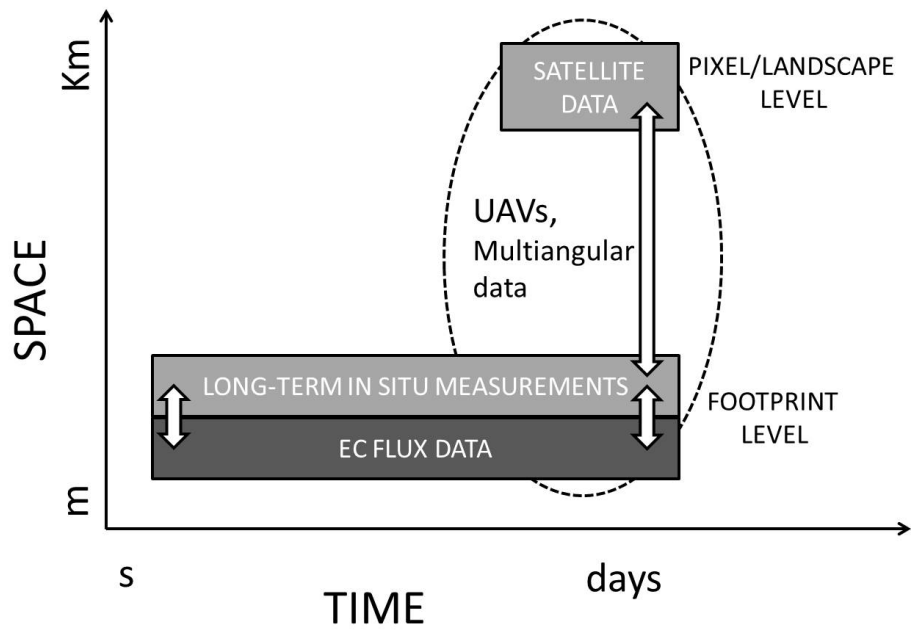 Km
SATELLITE
DATA
PIXEL/LANDSCAPE
LEVEL
UAVs,
Multiangular
data
SPACE
LONG-TERM IN SITU MEASUREMENTS
FOOTPRINT
LEVEL
EC FLUX DATA
m
s
days
TIME